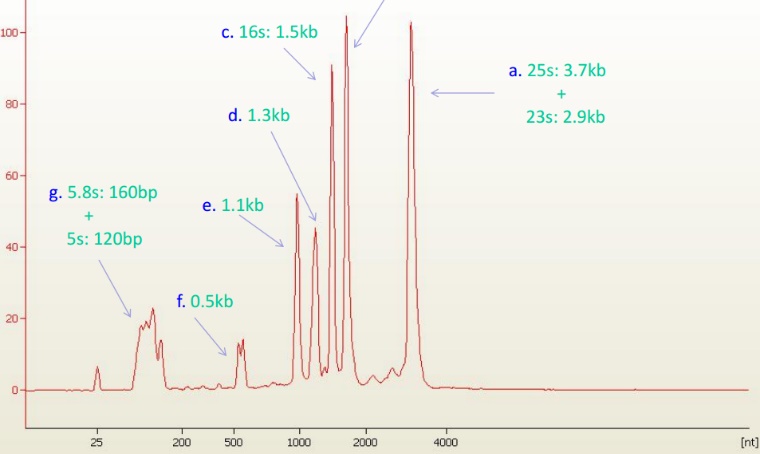 c. 16s: 1.5kb
a. 25s: 3.7kb
+
23s: 2.9kb
d. 1.3kb
g. 5.8s: 160bp
+
5s: 120bp
e. 1.1kb
f. 0.5kb
100
80
60
40
20
0
25 200 500 1000 2000 4000 [nt]